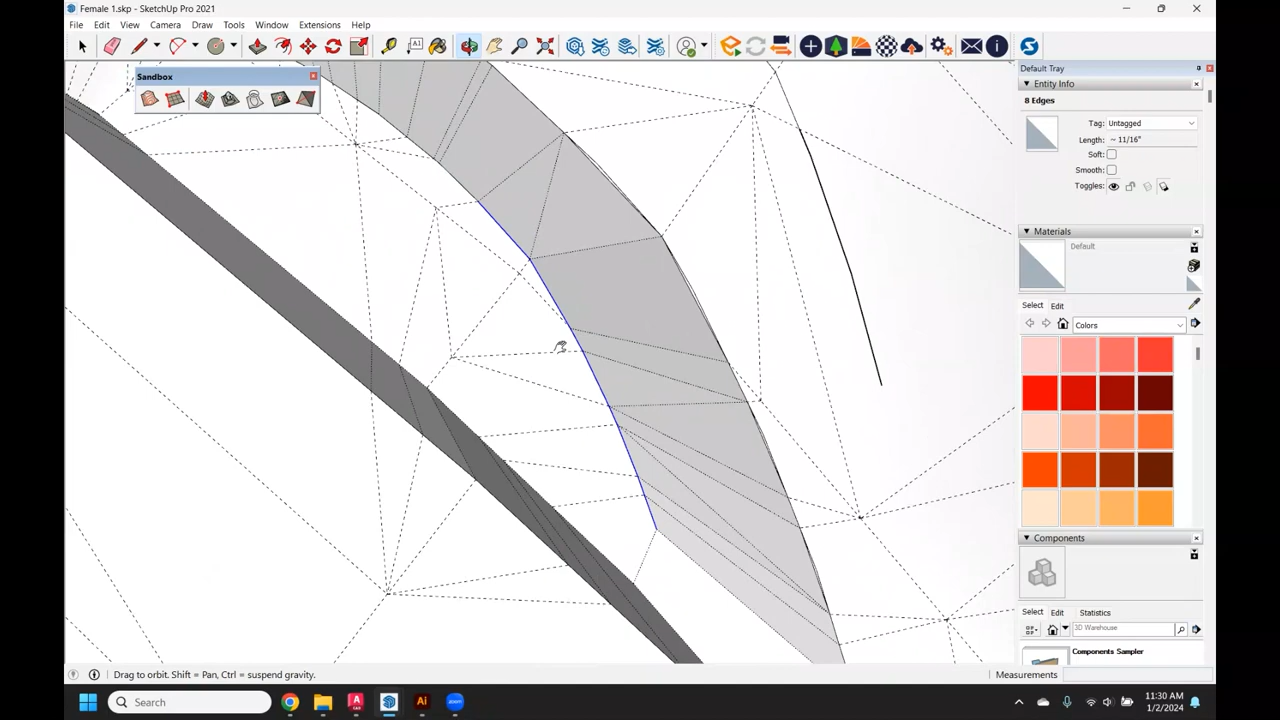 Female 1.skp - SketchUp Pro 2021
File Edit View Camera Draw Tools Window Extensions Help
Sandbox
Default Tray
Entity Info
8 Edges
Tag: Untagged
Length: ~ 11/16"
Soft:
Smooth:
Toggles:
Materials
Default
Select Edit
Colors
Components
Select Edit Statistics
3D Warehouse
Components Sampler
Drag to orbit. Shift = Pan, Ctrl = suspend gravity.
Measurements
Search
A
CAD
Ai
zoom
11:30 AM
1/2/2024